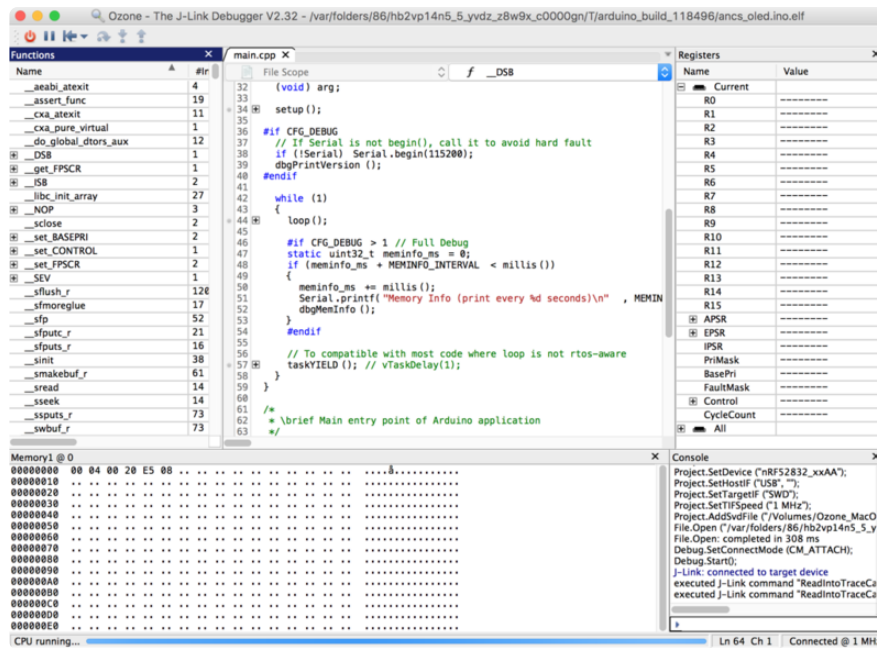 Ozone - The J-Link Debugger V2.32 - /var/folders/86/hb2vp14n5_5_yvdz_z8w9x_c0000gn/T/arduino_build_118496/ancs_oled.ino.elf
Functions
Name #Ir
__aeabi_atexit 4
__assert_func 19
__cxa_atexit 11
__cxa_pure_virtual 1
__do_global_dtors_aux 12
__DSB 1
__get_FPSCR 1
__ISB 2
__libc_init_array 27
__NOP 3
__sclose 2
__set_BASEPRI 2
__set_CONTROL 1
__set_FPSCR 2
__SEV 1
__sflush_r 120
__sfmoreglue 17
__sfp 52
__sfputc_r 21
__sfputs_r 16
__sinit 38
__smakebuf_r 61
__sread 14
__sseek 14
__ssputs_r 73
__swbuf_r 73
main.cpp
File Scope f __DSB
32 (void) arg;
33
34 setup();
35
36 #if CFG_DEBUG
37 // If Serial is not begin(), call it to avoid hard fault
38 if (!Serial) Serial.begin(115200);
39 dbgPrintVersion ();
40 #endif
41
42 while (1)
43 {
44 loop();
45
46 #if CFG_DEBUG > 1 // Full Debug
47 static uint32_t meminfo_ms = 0;
48 if (meminfo_ms + MEMINFO_INTERVAL < millis())
49 {
50 meminfo_ms += millis();
51 Serial.printf("Memory Info (print every %d seconds)\n" , MEMIN
52 dbgMemInfo ();
53 }
54 #endif
55
56 // To compatible with most code where loop is not rtos-aware
57 taskYIELD (); // vTaskDelay(1);
58 }
59 }
60
61 /*
62 * \brief Main entry point of Arduino application
63 */
Registers
Name Value
Current
R0 --------
R1 --------
R2 --------
R3 --------
R4 --------
R5 --------
R6 --------
R7 --------
R8 --------
R9 --------
R10 --------
R11 --------
R12 --------
R13 --------
R14 --------
R15 --------
APSR --------
EPSR --------
IPSR --------
PriMask --------
BasePri --------
FaultMask --------
Control --------
CycleCount --------
All
Memory1 @ 0
00000000 00 04 00 20 E5 08 .. .. .. .. .. .. .. .. .. .. .. .. .....å..............
00000010 .. .. .. .. .. .. .. .. .. .. .. .. .. .. .. .. ................
00000020 .. .. .. .. .. .. .. .. .. .. .. .. .. .. .. .. ................
00000030 .. .. .. .. .. .. .. .. .. .. .. .. .. .. .. .. ................
00000040 .. .. .. .. .. .. .. .. .. .. .. .. .. .. .. .. ................
00000050 .. .. .. .. .. .. .. .. .. .. .. .. .. .. .. .. ................
00000060 .. .. .. .. .. .. .. .. .. .. .. .. .. .. .. .. ................
00000070 .. .. .. .. .. .. .. .. .. .. .. .. .. .. .. .. ................
00000080 .. .. .. .. .. .. .. .. .. .. .. .. .. .. .. .. ................
00000090 .. .. .. .. .. .. .. .. .. .. .. .. .. .. .. .. ................
000000A0 .. .. .. .. .. .. .. .. .. .. .. .. .. .. .. .. ................
000000B0 .. .. .. .. .. .. .. .. .. .. .. .. .. .. .. .. ................
000000C0 .. .. .. .. .. .. .. .. .. .. .. .. .. .. .. .. ................
000000D0 .. .. .. .. .. .. .. .. .. .. .. .. .. .. .. .. ................
000000E0 .. .. .. .. .. .. .. .. .. .. .. .. .. .. .. .. ................
Console
Project.SetDevice ("nRF52832_xxAA");
Project.SetHostIF ("USB", "");
Project.SetTargetIF ("SWD");
Project.SetTIFSpeed ("1 MHz");
Project.AddSvdFile ("/Volumes/Ozone_MacO
File.Open ("/var/folders/86/hb2vp14n5_5_y
File.Open: completed in 308 ms
Debug.SetConnectMode (CM_ATTACH);
Debug.Start();
J-Link: connected to target device
executed J-Link command "ReadIntoTraceCa
executed J-Link command "ReadIntoTraceCa
CPU running... Ln 64 Ch 1 Connected @ 1 MH